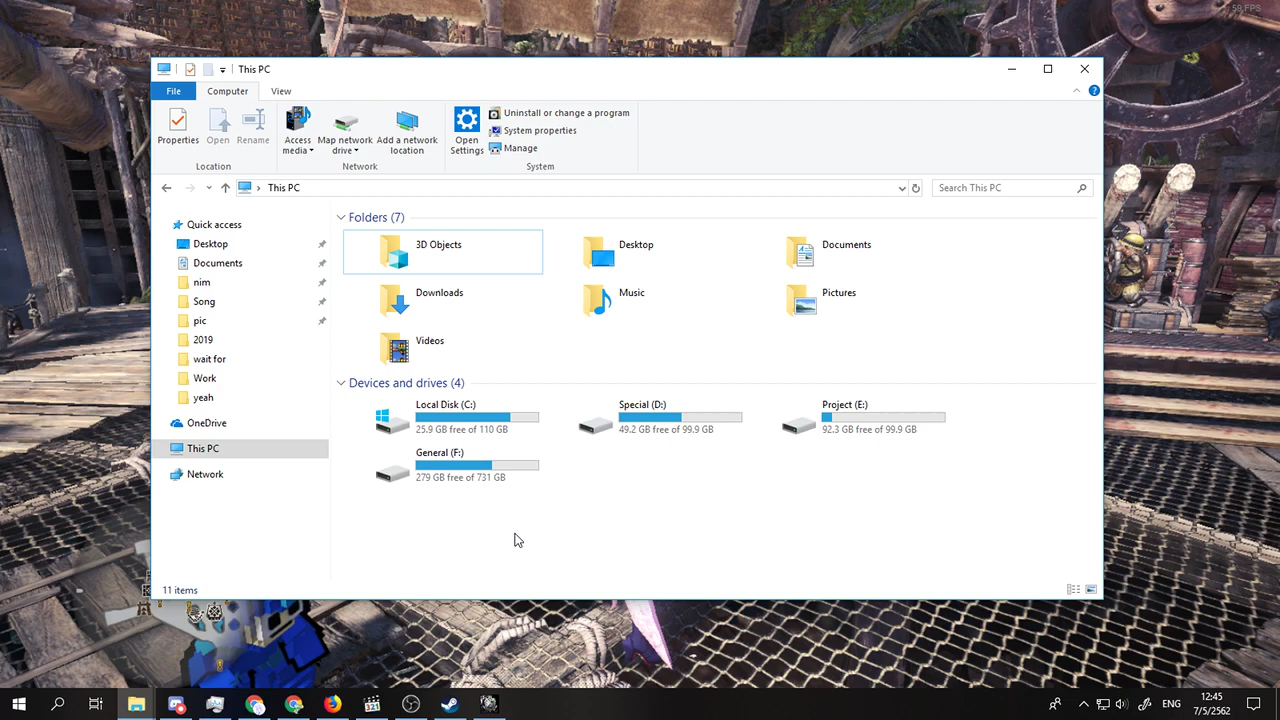 59 FPS
This PC
File Computer View
Properties Open Rename Access media Map network drive Add a network location Open Settings Uninstall or change a program
System properties
Manage
Location Network System
This PC Search This PC
Quick access
Desktop
Documents
nim
Song
pic
2019
wait for
Work
yeah
OneDrive
This PC
Network
Folders (7)
3D Objects Desktop Documents
Downloads Music Pictures
Videos
Devices and drives (4)
Local Disk (C:) Special (D:) Project (E:)
25.9 GB free of 110 GB 49.2 GB free of 99.9 GB 92.3 GB free of 99.9 GB
General (F:)
279 GB free of 731 GB
11 items
321
ENG
12:45
7/5/2562